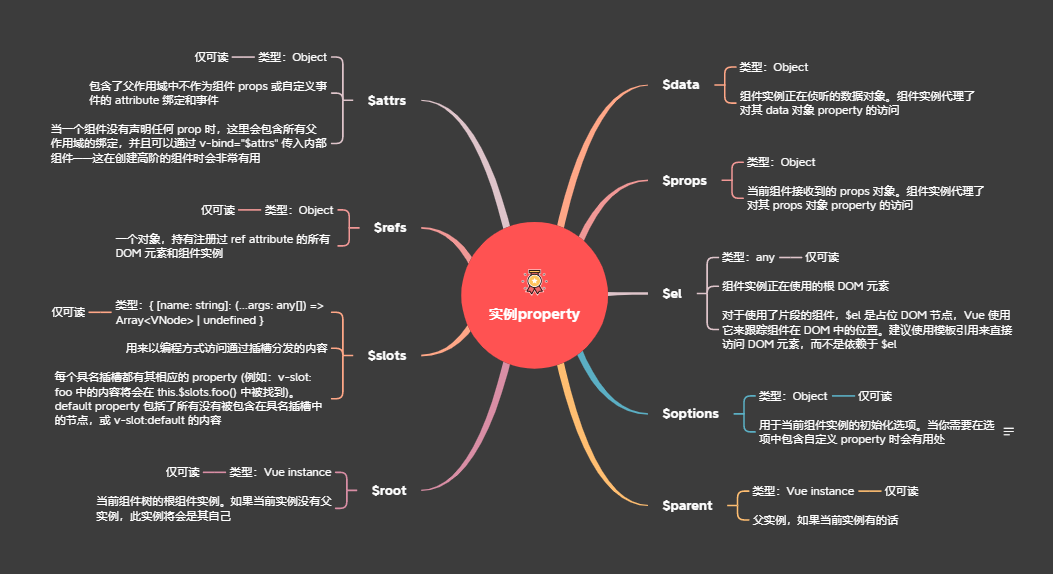 实例property
$data
类型：Object
组件实例正在侦听的数据对象。组件实例代理了
对其 data 对象 property 的访问
$props
类型：Object
当前组件接收到的 props 对象。组件实例代理了
对其 props 对象 property 的访问
$el
类型：any
仅可读
组件实例正在使用的根 DOM 元素
对于使用了片段的组件，$el 是占位 DOM 节点，Vue 使用
它来跟踪组件在 DOM 中的位置。建议使用模板引用来直接
访问 DOM 元素，而不是依赖于 $el
$options
类型：Object
仅可读
用于当前组件实例的初始化选项。当你需要在选
项中包含自定义 property 时会有用处
$parent
类型：Vue instance
仅可读
父实例，如果当前实例有的话
$attrs
类型：Object
仅可读
包含了父作用域中不作为组件 props 或自定义事
件的 attribute 绑定和事件
当一个组件没有声明任何 prop 时，这里会包含所有父
作用域的绑定，并且可以通过 v-bind="$attrs" 传入内部
组件——这在创建高阶的组件时会非常有用
$refs
类型：Object
仅可读
一个对象，持有注册过 ref attribute 的所有
DOM 元素和组件实例
$slots
类型：{ [name: string]: (...args: any[]) =>
Array<VNode> | undefined }
仅可读
用来以编程方式访问通过插槽分发的内容
每个具名插槽都有其相应的 property (例如：v-slot:
foo 中的内容将会在 this.$slots.foo() 中被找到)。
default property 包括了所有没有被包含在具名插槽中
的节点，或 v-slot:default 的内容
$root
类型：Vue instance
仅可读
当前组件树的根组件实例。如果当前实例没有父
实例，此实例将会是其自己